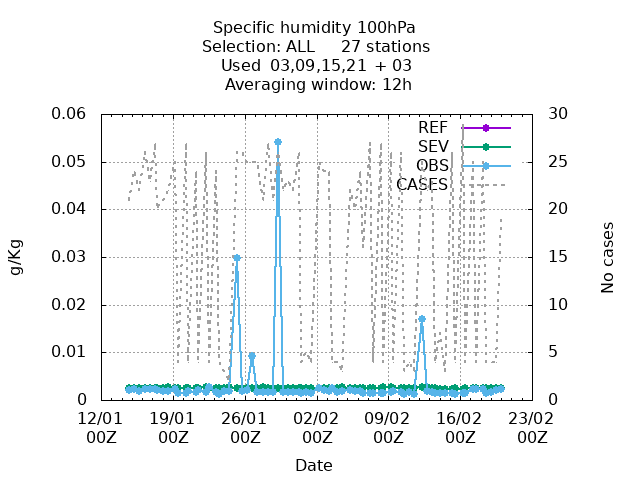 Specific humidity 100hPa
Selection: ALL 27 stations
Used 03,09,15,21 + 03
Averaging window: 12h
0.06
0.05
0.04
0.03
0.02
0.01
0
30
25
20
15
10
5
0
REF
SEV
OBS
CASES
g/Kg
No cases
12/01 19/01 26/01 02/02 09/02 16/02 23/02
00Z 00Z 00Z 00Z 00Z 00Z 00Z
Date